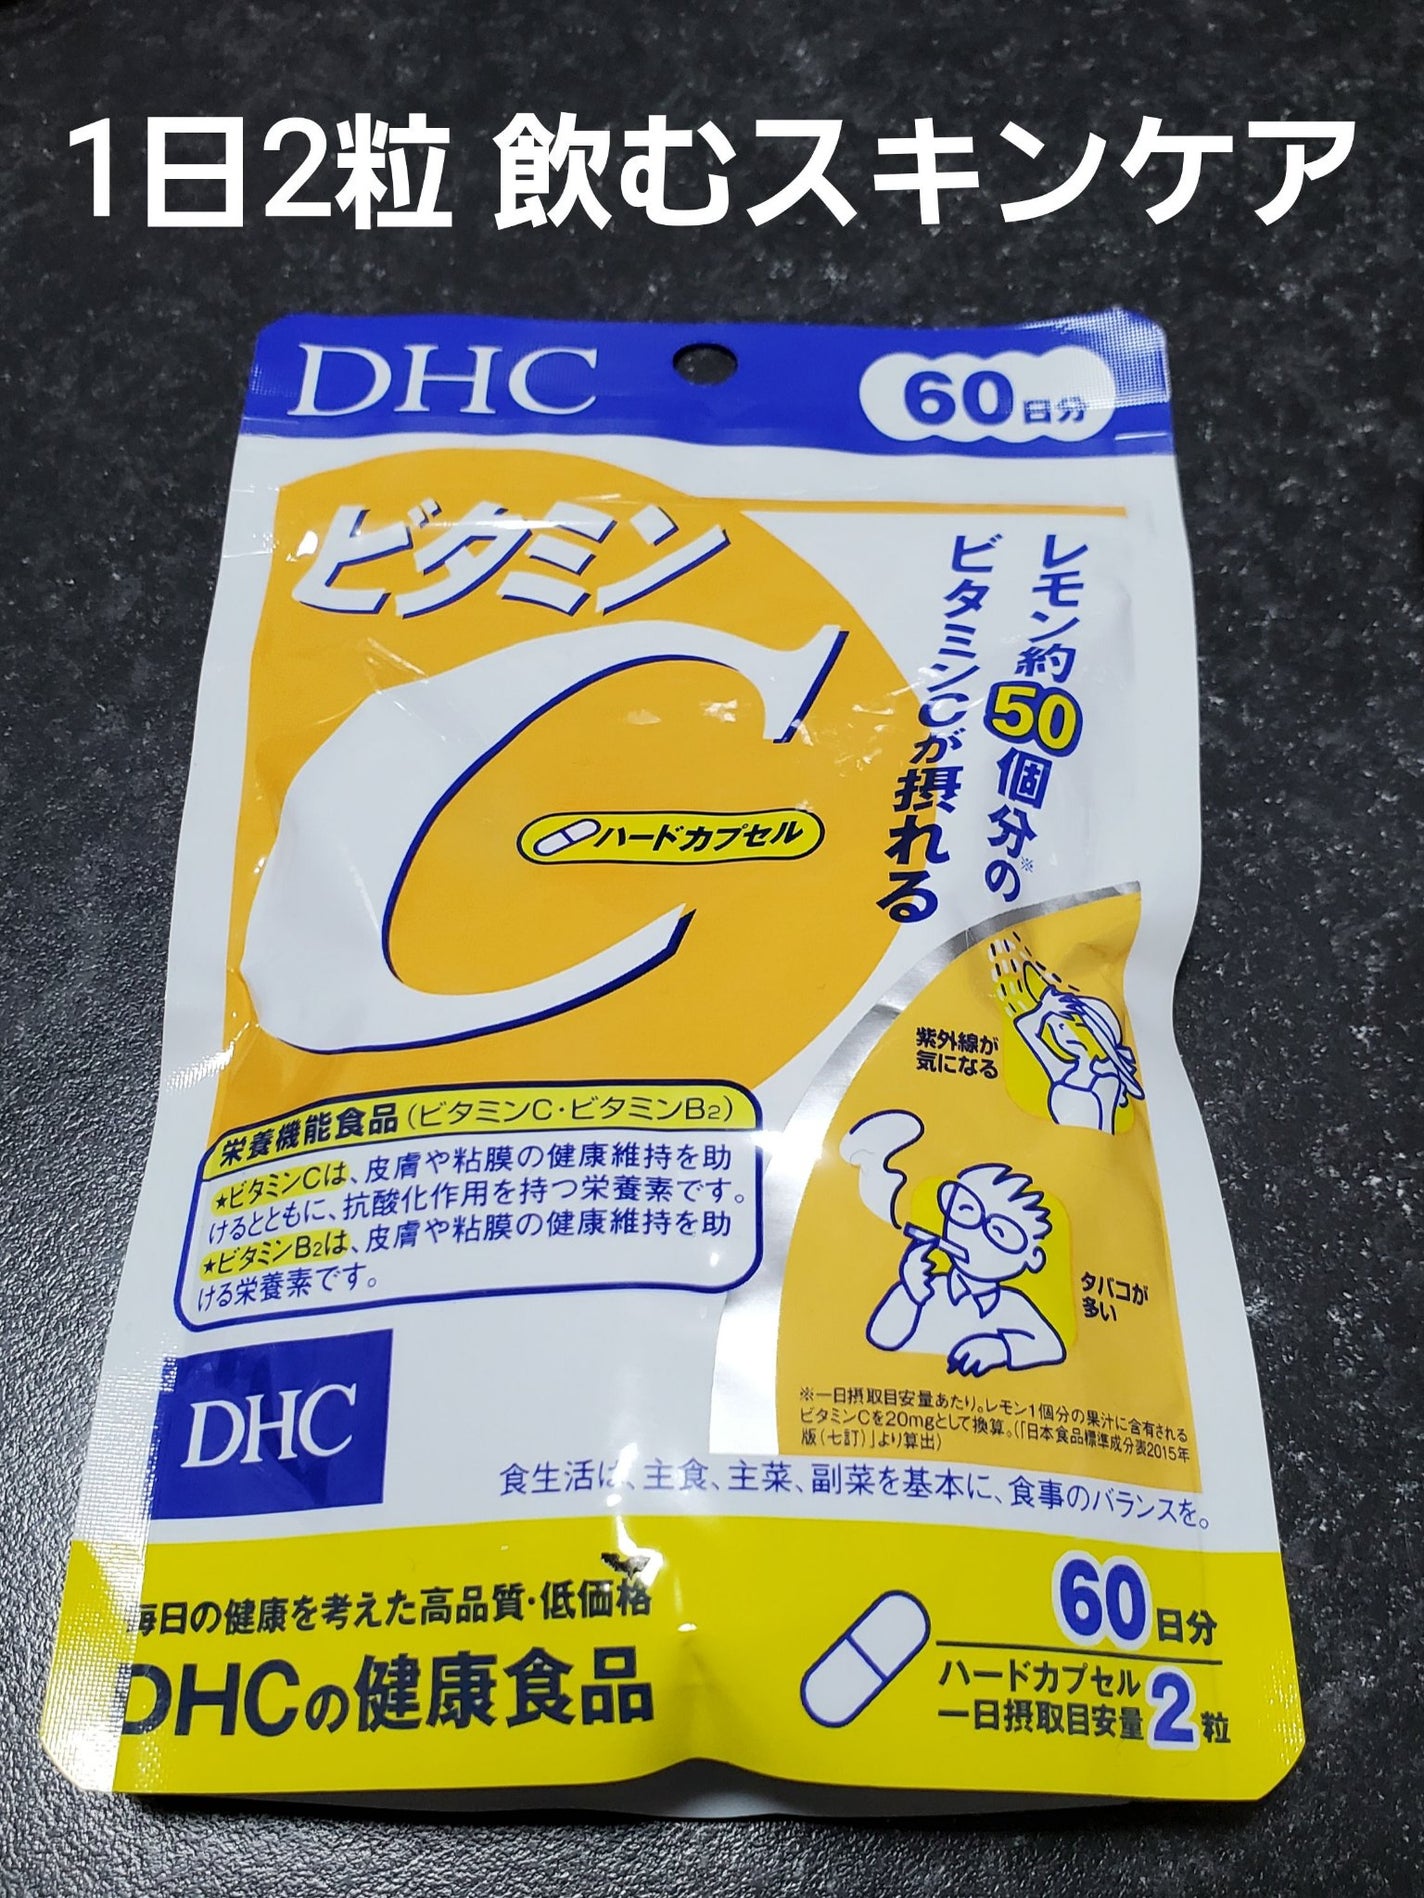 1日2粒 飲むスキンケア
DHC
60日分
ビタミン
C
ハードカプセル
レモン約50個分の※
ビタミンCが摂れる
紫外線が
気になる
タバコが
多い
栄養機能食品(ビタミンC・ビタミンB2)
★ビタミンCは、皮膚や粘膜の健康維持を助
けるとともに、抗酸化作用を持つ栄養素です。
★ビタミンB2は、皮膚や粘膜の健康維持を助
ける栄養素です。
※一日摂取目安量あたり。レモン1個分の果汁に含有される
ビタミンCを20mgとして換算。(「日本食品標準成分表2015年
版(七訂)」より算出)
DHC
食生活は、主食、主菜、副菜を基本に、食事のバランスを。
毎日の健康を考えた高品質・低価格
DHCの健康食品
60日分
ハードカプセル
一日摂取目安量2粒